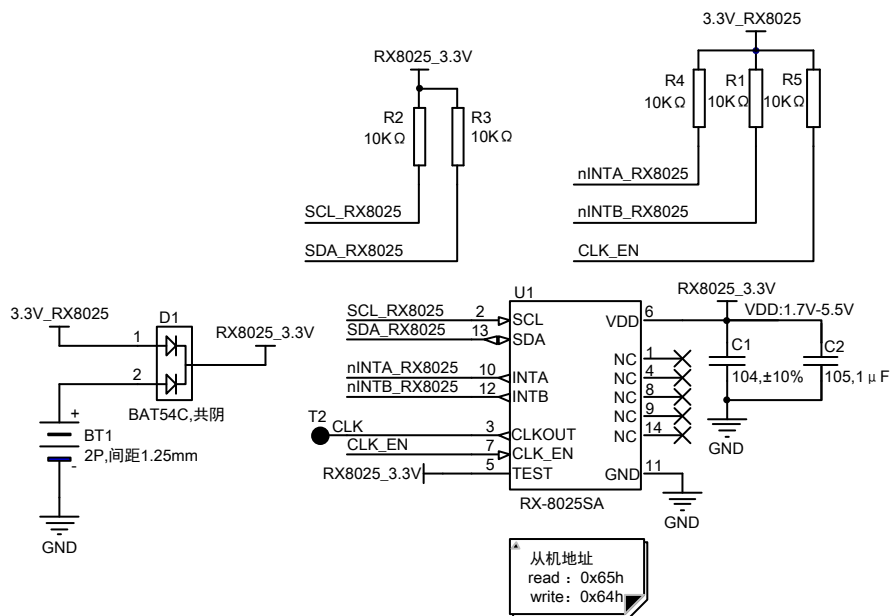 3.3V_RX8025
RX8025_3.3V
R4
10KΩ
R1
10KΩ
R5
10KΩ
R2
10KΩ
R3
10KΩ
nINTA_RX8025
SCL_RX8025
nINTB_RX8025
SDA_RX8025
CLK_EN
3.3V_RX8025
D1
1
2
RX8025_3.3V
BAT54C,共阴
+
BT1
2P,间距1.25mm
-
GND
U1
SCL_RX8025 2 SCL
SDA_RX8025 13 SDA
nINTA_RX8025 10 INTA
nINTB_RX8025 12 INTB
T2
CLK 3 CLKOUT
CLK_EN 7 CLK_EN
RX8025_3.3V 5 TEST
VDD 6
NC 1
NC 4
NC 8
NC 9
NC 14
GND 11
RX-8025SA
RX8025_3.3V
VDD:1.7V-5.5V
C1
104,±10%
C2
105,1μF
GND
GND
从机地址
read：0x65h
write：0x64h